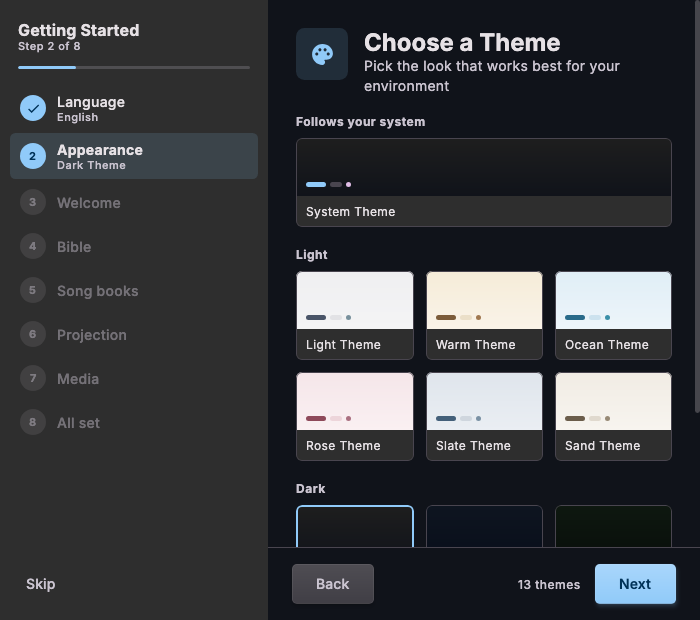 Getting Started
Step 2 of 8
Language
English
2
Appearance
Dark Theme
3
Welcome
4
Bible
5
Song books
6
Projection
7
Media
8
All set
Skip
Choose a Theme
Pick the look that works best for your
environment
Follows your system
System Theme
Light
Light Theme
Warm Theme
Ocean Theme
Rose Theme
Slate Theme
Sand Theme
Dark
Back
13 themes
Next